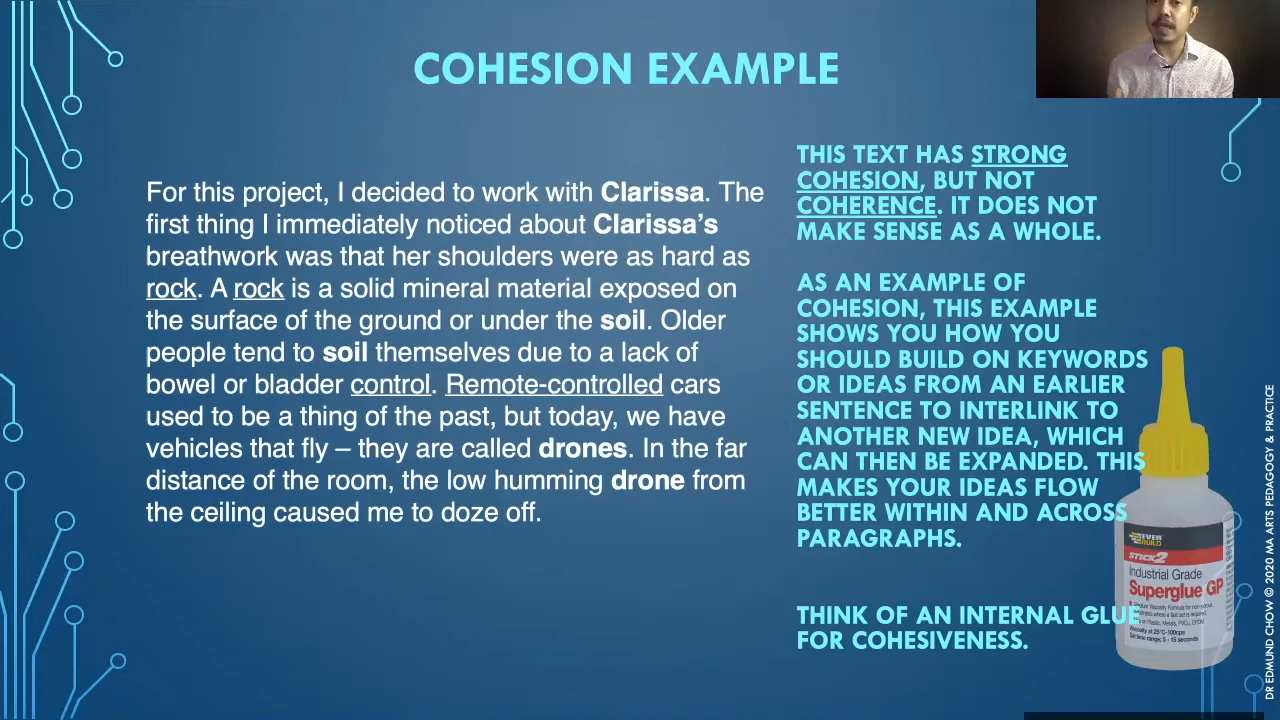 COHESION EXAMPLE
For this project, I decided to work with Clarissa. The
first thing I immediately noticed about Clarissa’s
breathwork was that her shoulders were as hard as
rock. A rock is a solid mineral material exposed on
the surface of the ground or under the soil. Older
people tend to soil themselves due to a lack of
bowel or bladder control. Remote-controlled cars
used to be a thing of the past, but today, we have
vehicles that fly – they are called drones. In the far
distance of the room, the low humming drone from
the ceiling caused me to doze off.
THIS TEXT HAS STRONG
COHESION, BUT NOT
COHERENCE. IT DOES NOT
MAKE SENSE AS A WHOLE.
AS AN EXAMPLE OF
COHESION, THIS EXAMPLE
SHOWS YOU HOW YOU
SHOULD BUILD ON KEYWORDS
OR IDEAS FROM AN EARLIER
SENTENCE TO INTERLINK TO
ANOTHER NEW IDEA, WHICH
CAN THEN BE EXPANDED. THIS
MAKES YOUR IDEAS FLOW
BETTER WITHIN AND ACROSS
PARAGRAPHS.
THINK OF AN INTERNAL GLUE
FOR COHESIVENESS.
EVER
BUILD
STICK2
Industrial Grade
Superglue GP
Viscosity at 25°C-100cps
DR EDMUND CHOW © 2020 MA ARTS PEDAGOGY & PRACTICE